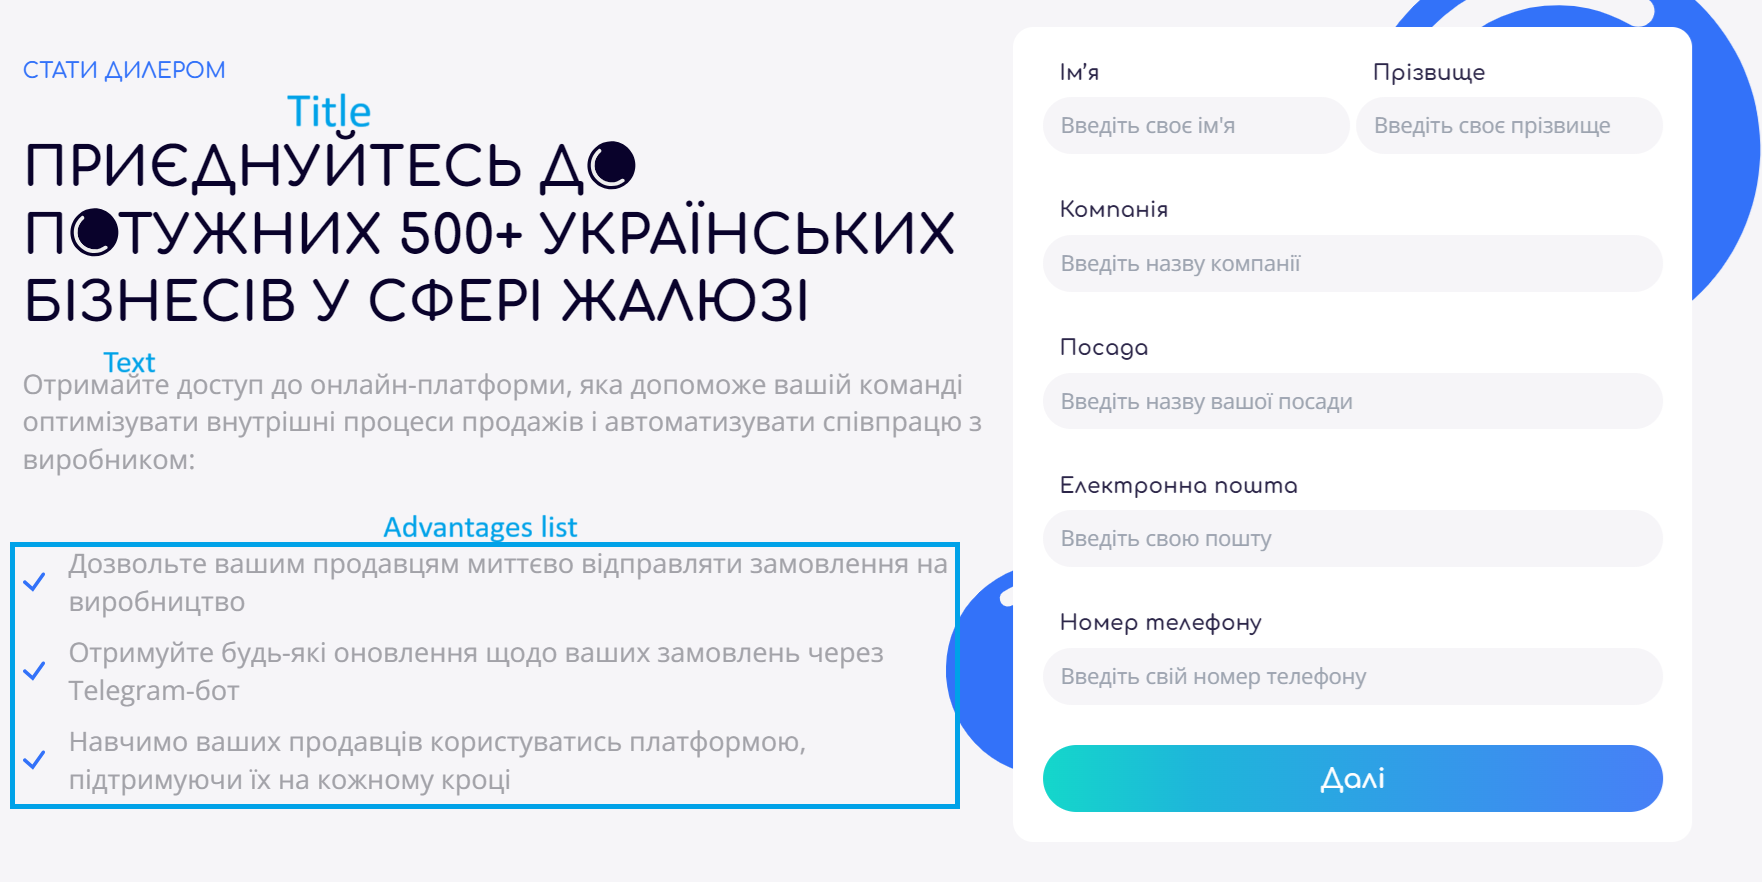 СТАТИ ДИЛЕРОМ
Title
ПРИЄДНУЙТЕСЬ ДО
ПОТУЖНИХ 500+ УКРАЇНСЬКИХ
БІЗНЕСІВ У СФЕРІ ЖАЛЮЗІ
Text
Отримайте доступ до онлайн-платформи, яка допоможе вашій команді
оптимізувати внутрішні процеси продажів і автоматизувати співпрацю з
виробником:
Advantages list
Дозвольте вашим продавцям миттєво відправляти замовлення на
виробництво
Отримуйте будь-які оновлення щодо ваших замовлень через
Telegram-бот
Навчимо ваших продавців користуватись платформою,
підтримуючи їх на кожному кроці
Ім’я
Введіть своє ім'я
Прізвище
Введіть своє прізвище
Компанія
Введіть назву компанії
Посада
Введіть назву вашої посади
Електронна пошта
Введіть свою пошту
Номер телефону
Введіть свій номер телефону
Далі